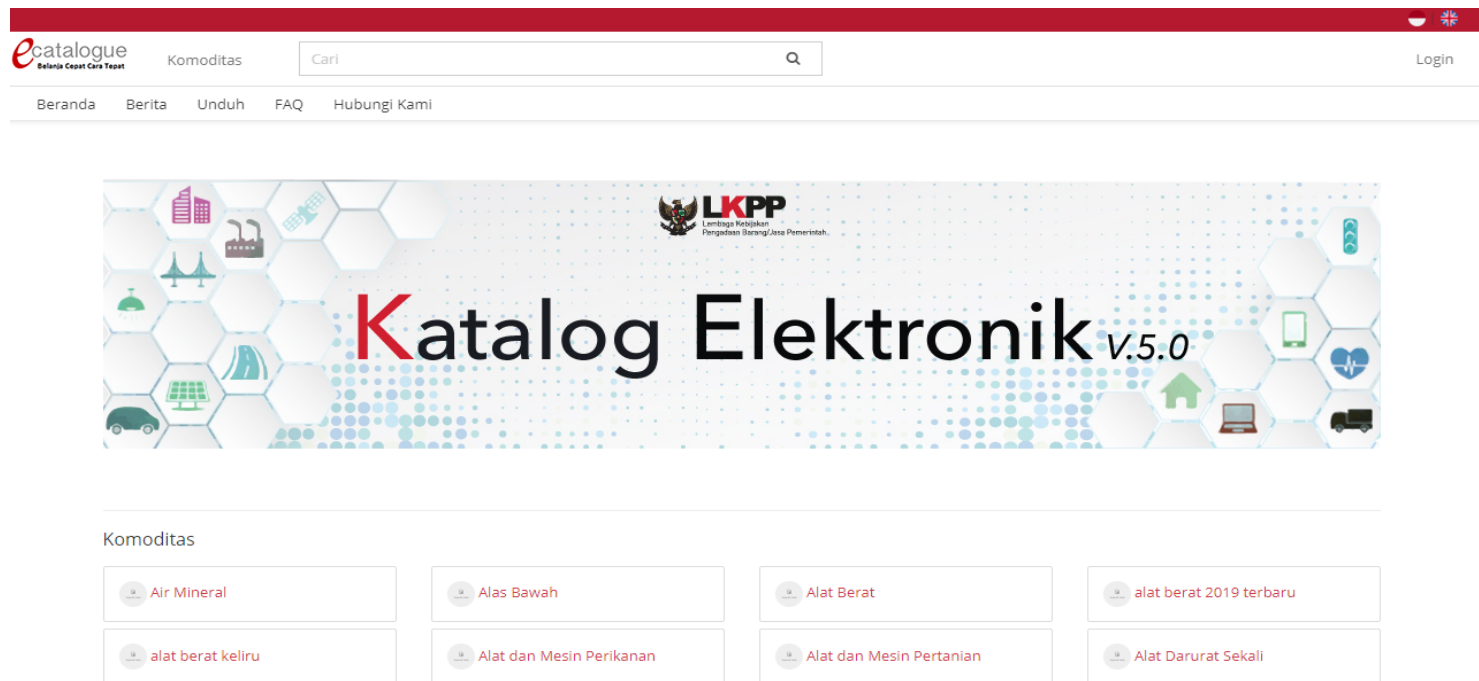 ecatalogue
Belanja Cepat Cara Tepat
Komoditas
Cari
Login
Beranda
Berita
Unduh
FAQ
Hubungi Kami
LKPP
Lembaga Kebijakan
Pengadaan Barang/Jasa Pemerintah
Katalog Elektronik V.5.0
Komoditas
Air Mineral
Alas Bawah
Alat Berat
alat berat 2019 terbaru
alat berat keliru
Alat dan Mesin Perikanan
Alat dan Mesin Pertanian
Alat Darurat Sekali